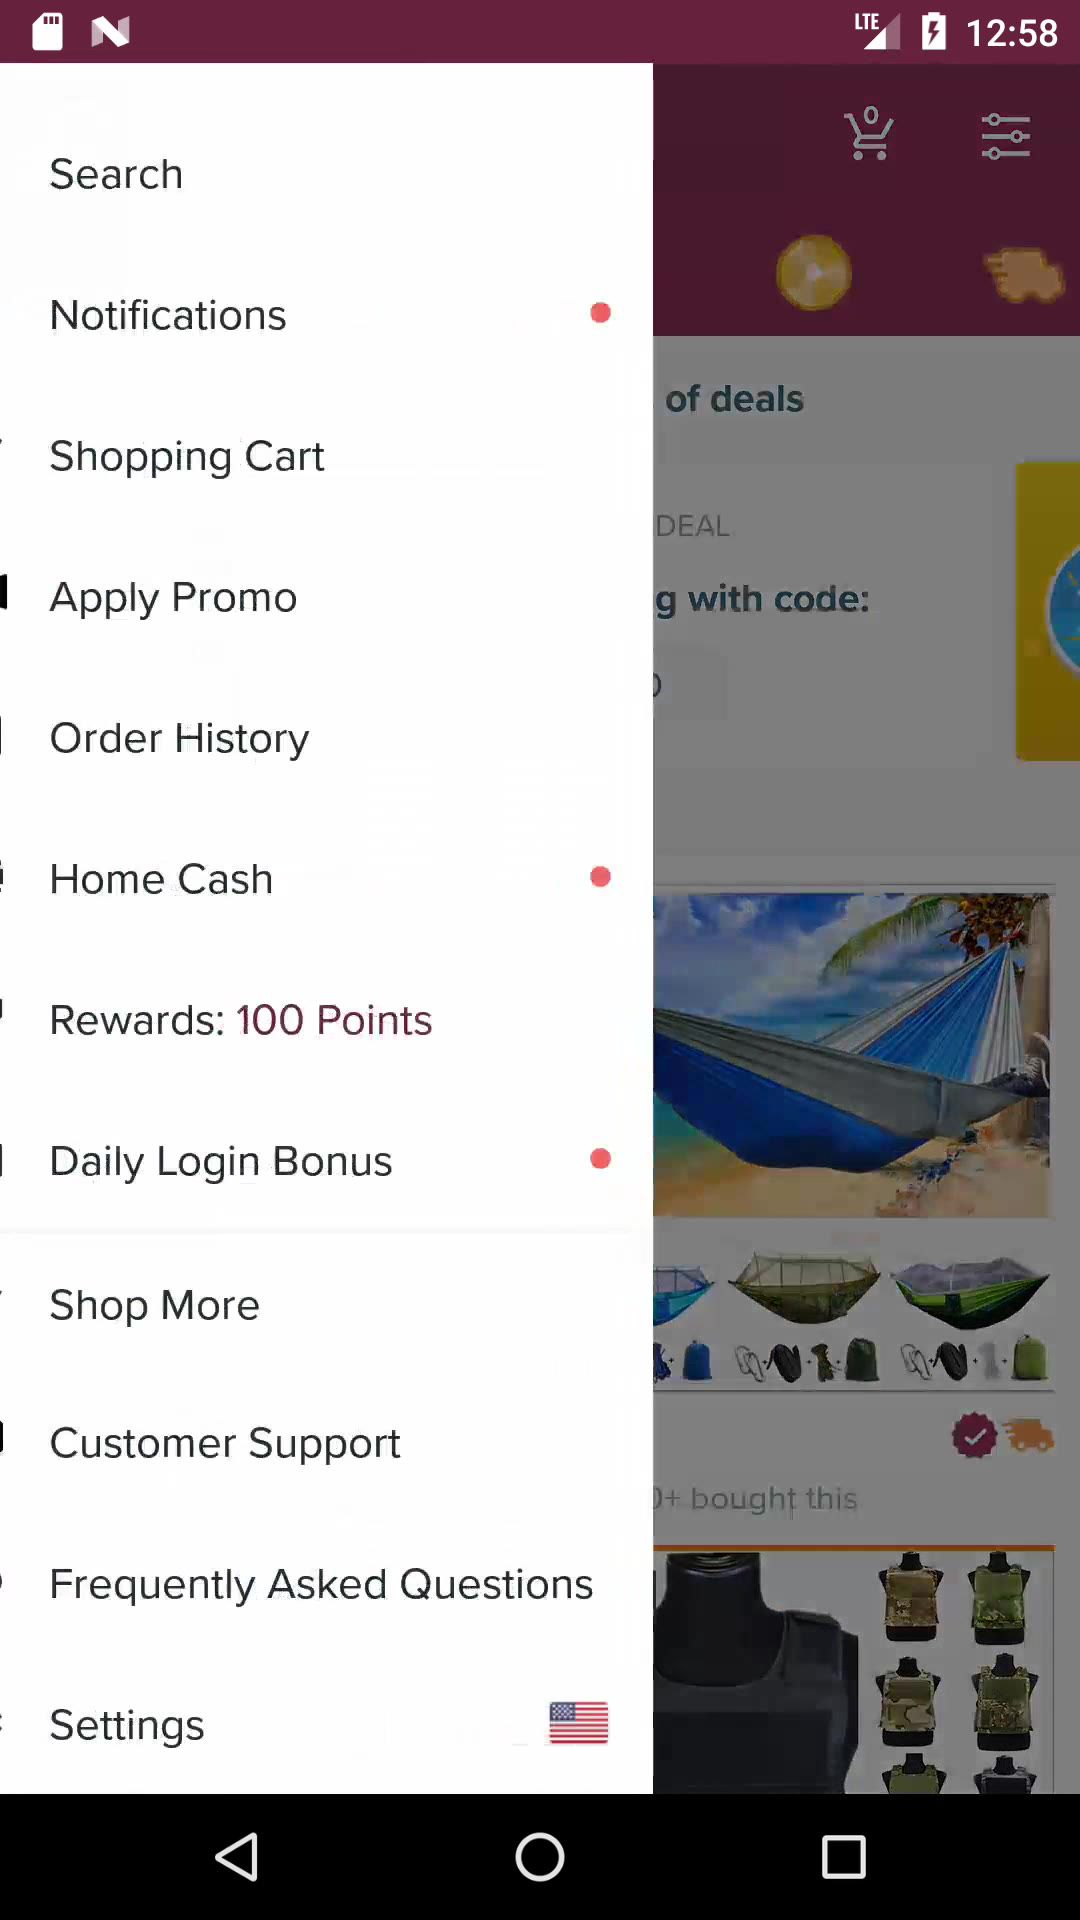 LTE 12:58
0
Search
Notifications
of deals
Shopping Cart
DEAL
Apply Promo
g with code:
Order History
Home Cash
Rewards: 100 Points
Daily Login Bonus
Shop More
Customer Support
0+ bought this
Frequently Asked Questions
Settings